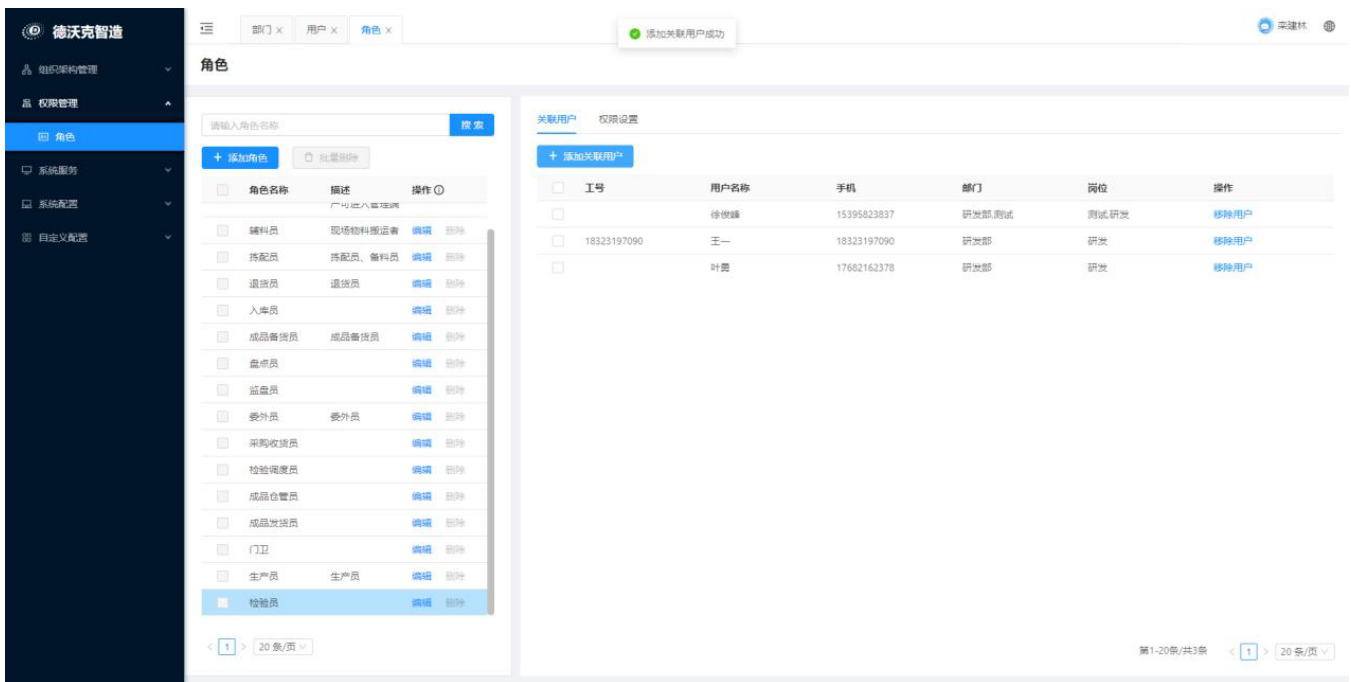 德沃克智造
部门 × 用户 × 角色 ×
添加关联用户成功
栾建林
角色
组织架构管理
权限管理
角色
系统服务
系统配置
自定义配置
请输入角色名称 搜索
+ 添加角色 批量删除
角色名称 描述 操作
户可进入管理端
辅料员 现场物料搬运者 编辑 删除
拣配员 拣配员、备料员 编辑 删除
退货员 退货员 编辑 删除
入库员 编辑 删除
成品备货员 成品备货员 编辑 删除
盘点员 编辑 删除
监盘员 编辑 删除
委外员 委外员 编辑 删除
采购收货员 编辑 删除
检验调度员 编辑 删除
成品仓管员 编辑 删除
成品发货员 编辑 删除
门卫 编辑 删除
生产员 生产员 编辑 删除
检验员 编辑 删除
< 1 > 20 条/页
关联用户 权限设置
+ 添加关联用户
工号 用户名称 手机 部门 岗位 操作
徐俊峰 15395823837 研发部,测试 测试,研发 移除用户
18323197090 王一 18323197090 研发部 研发 移除用户
叶茜 17682162378 研发部 研发 移除用户
第1-20条/共3条 < 1 > 20 条/页